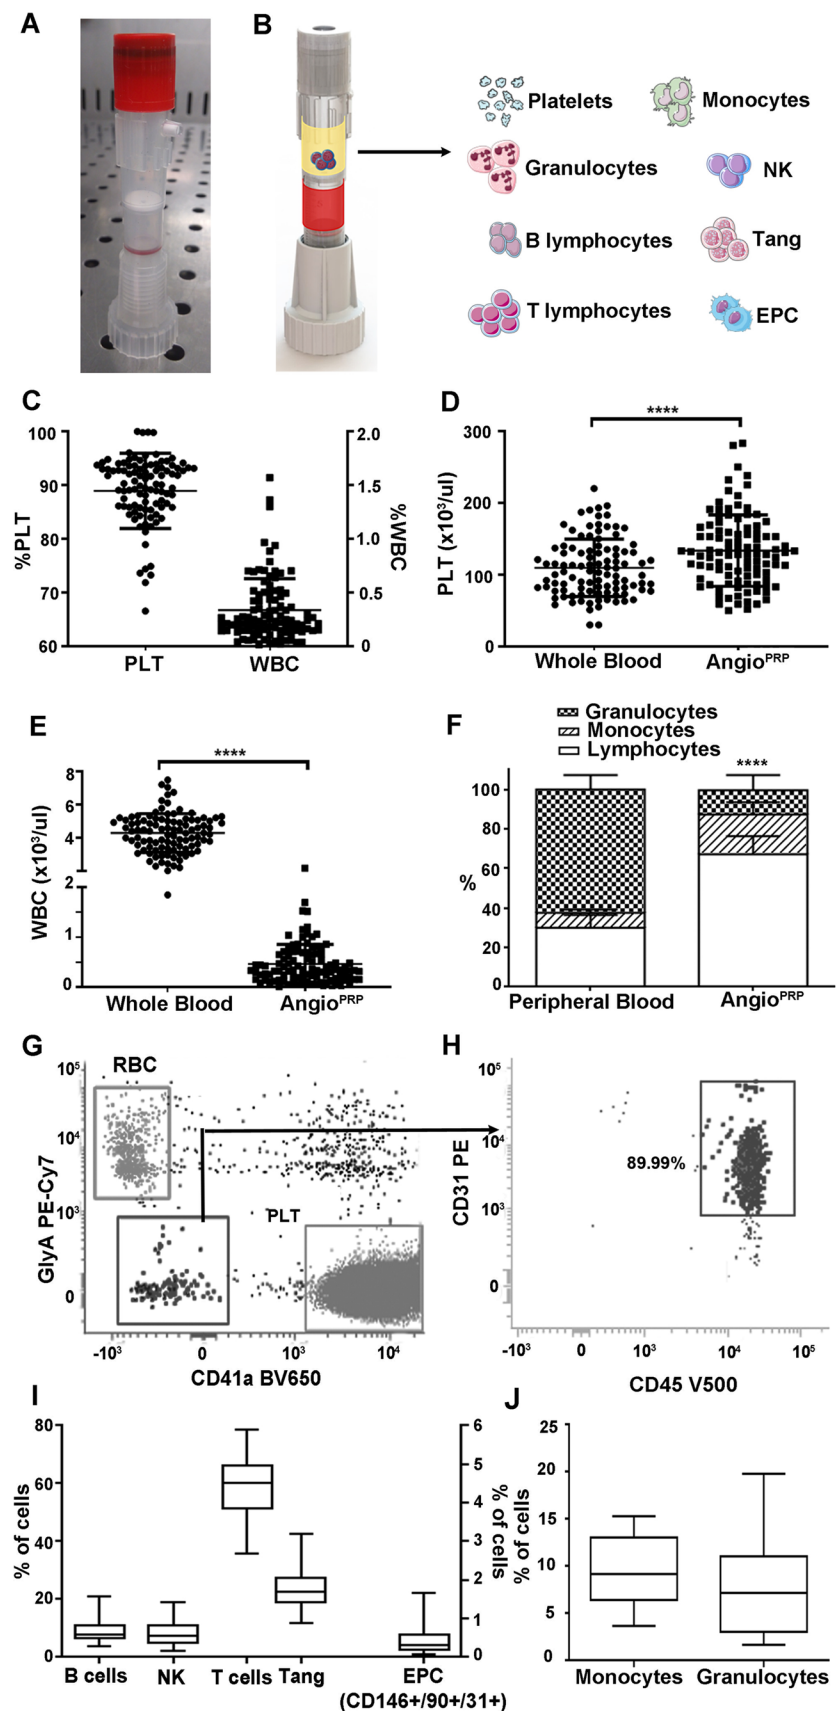 A
B
Platelets
Monocytes
Granulocytes
NK
B lymphocytes
Tang
T lymphocytes
EPC
C
100
90
80
70
60
%PLT
2.0
1.5
1.0
0.5
0
%WBC
PLT
WBC
D
****
300
200
100
0
PLT (x10³/ul)
Whole Blood
Angioᴾᴿᴾ
E
****
8
6
4
2
1
0
WBC (x10³/ul)
Whole Blood
Angioᴾᴿᴾ
F
Granulocytes
Monocytes
Lymphocytes
****
100
80
60
40
20
0
%
Peripheral Blood
Angioᴾᴿᴾ
G
RBC
PLT
10⁵
10⁴
10³
0
GlyA PE-Cy7
-10³
0
10³
10⁴
CD41a BV650
H
10⁵
10⁴
10³
0
CD31 PE
89.99%
-10³
0
10³
10⁴
10⁵
CD45 V500
I
80
60
40
20
0
% of cells
6
5
4
3
2
1
0
% of cells
B cells
NK
T cells
Tang
EPC
(CD146+/90+/31+)
J
25
20
15
10
5
0
% of cells
Monocytes
Granulocytes